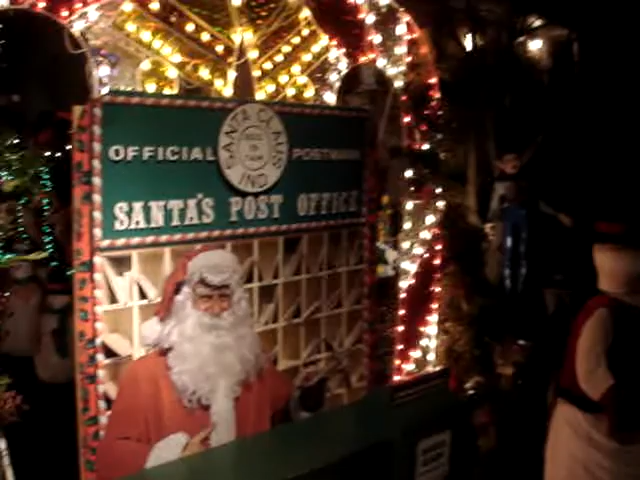 OFFICIAL POSTMARK
SANTA CLAUS
IND
SANTA'S POST OFFICE